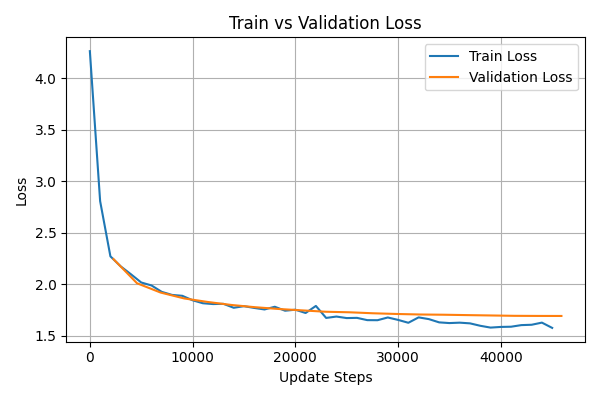 Train vs Validation Loss
Train Loss
Validation Loss
4.0
3.5
3.0
2.5
2.0
1.5
Loss
0 10000 20000 30000 40000
Update Steps